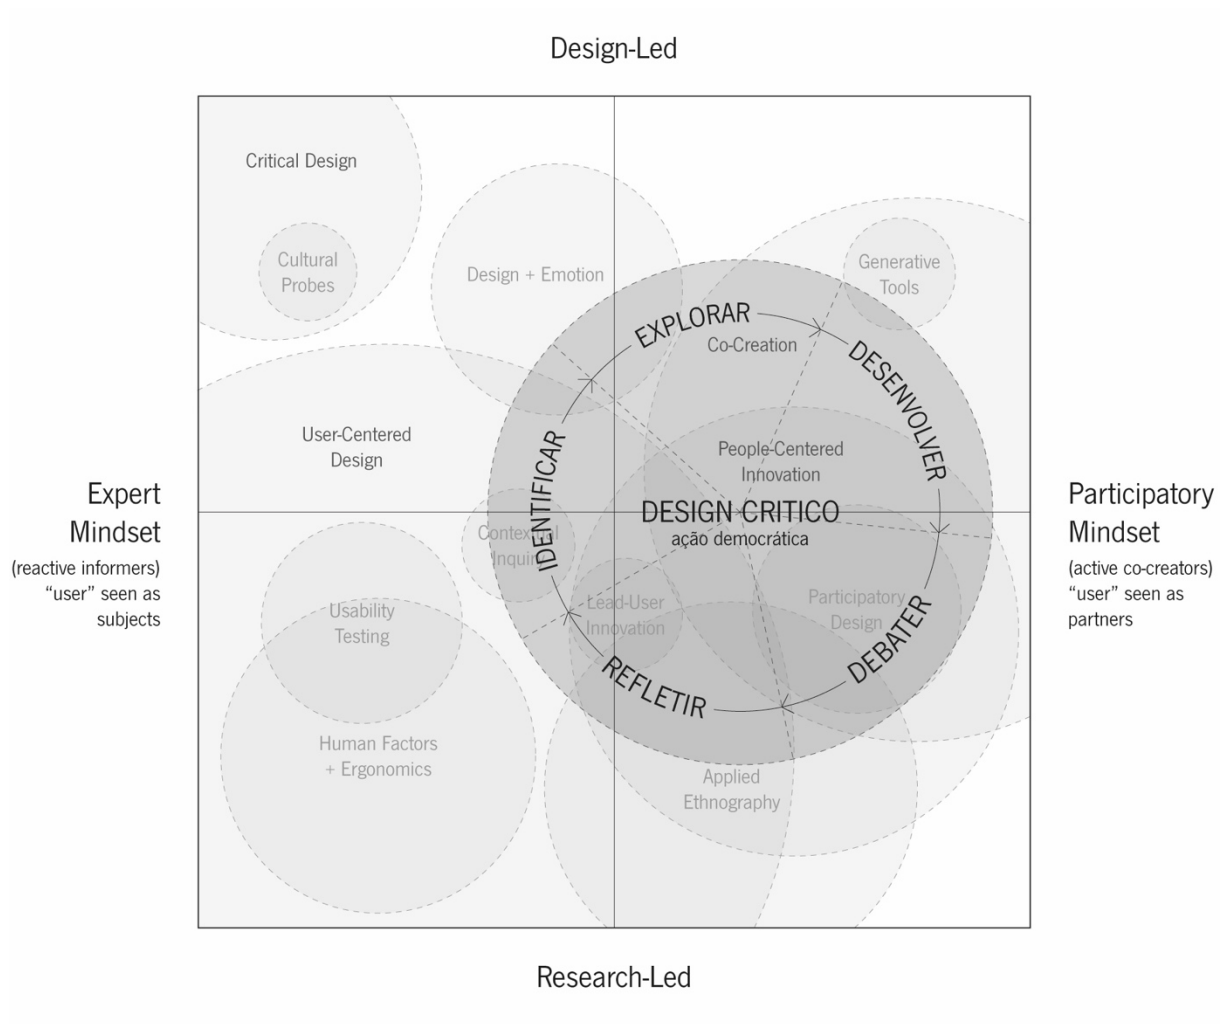 Design-Led
Critical Design
Cultural
Probes
Design + Emotion
Generative
Tools
EXPLORAR
Co-Creation
DESENVOLVER
User-Centered
Design
IDENTIFICAR
People-Centered
Innovation
Expert
Mindset
(reactive informers)
“user” seen as
subjects
DESIGN CRITICO
ação democrática
Participatory
Mindset
(active co-creators)
“user” seen as
partners
Contextual
Inquiry
Usability
Testing
Lead-User
Innovation
Participatory
Design
DEBATER
REFLETIR
Human Factors
+ Ergonomics
Applied
Ethnography
Research-Led